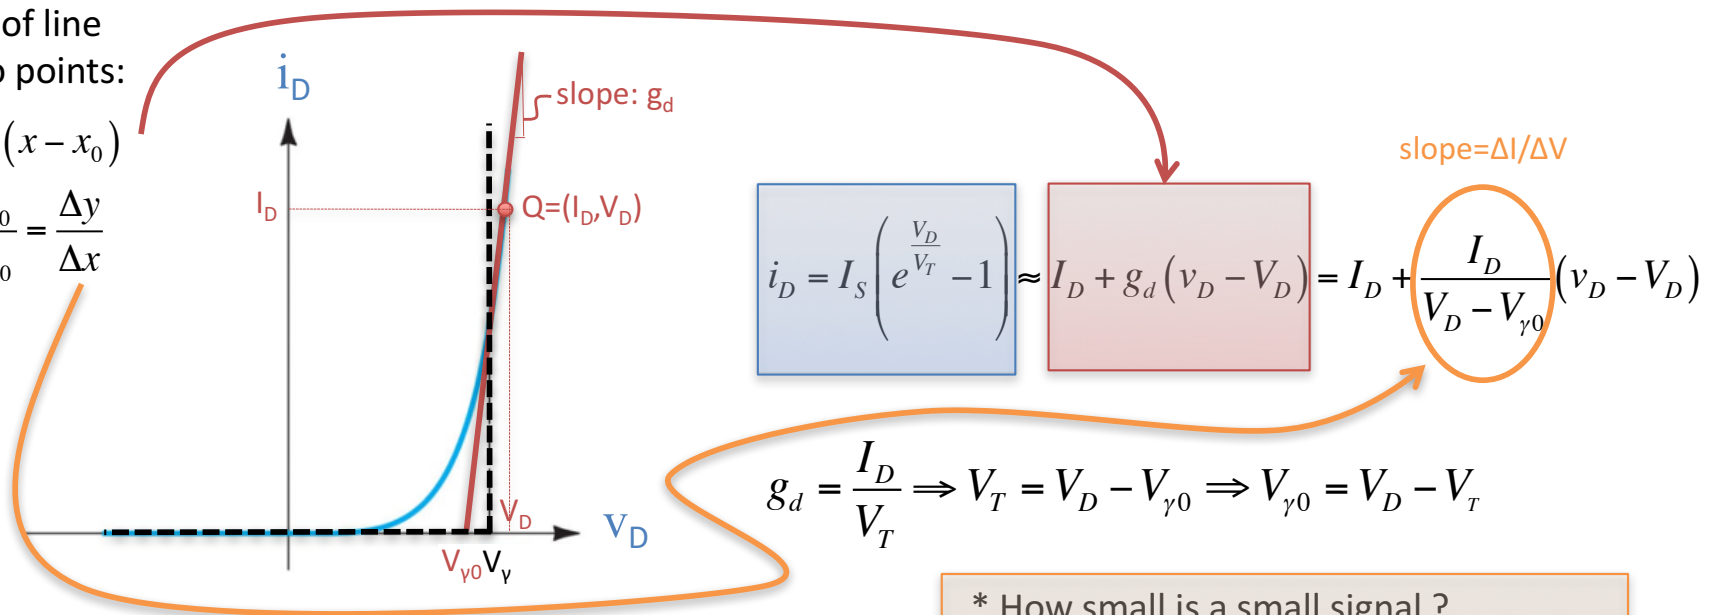 of line
points:
(x − x₀)
₀/₀ = Δy/Δx
i_D
slope: g_d
I_D
Q=(I_D,V_D)
V_D
v_D
V_γ0 V_γ
slope=ΔI/ΔV
i_D = I_S(e^(V_D/V_T) − 1) ≈ I_D + g_d(v_D − V_D) = I_D + I_D/(V_D − V_γ0) (v_D − V_D)
g_d = I_D/V_T ⇒ V_T = V_D − V_γ0 ⇒ V_γ0 = V_D − V_T
* How small is a small signal ?